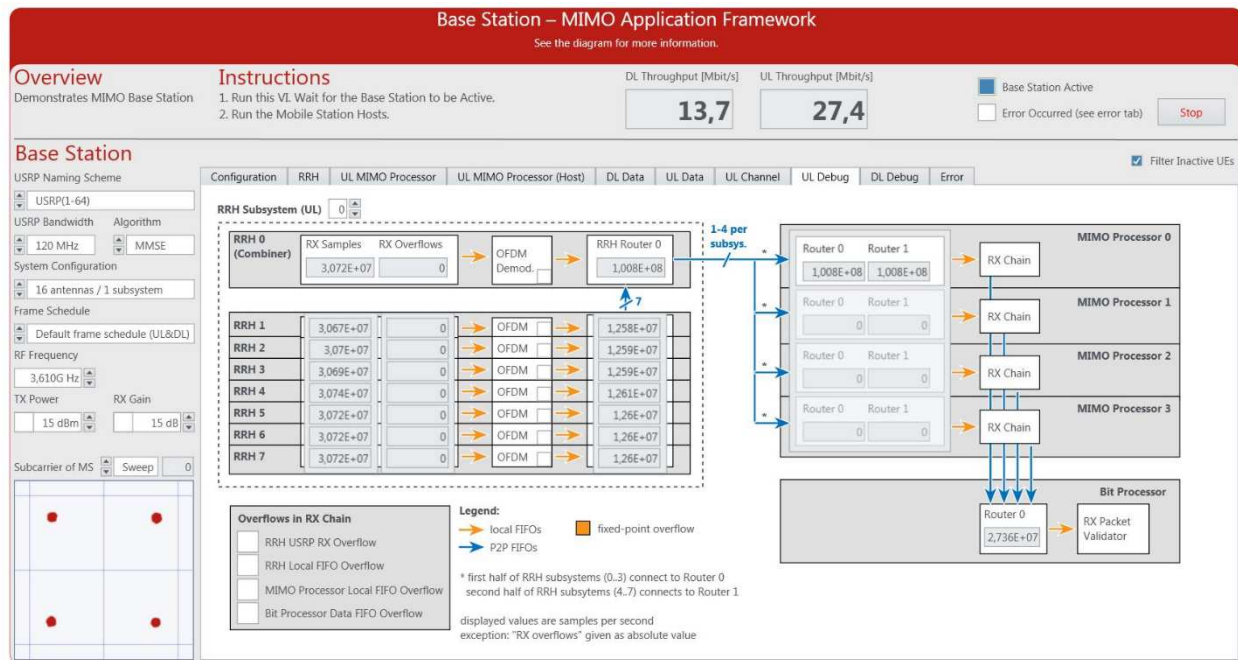 Base Station – MIMO Application Framework
See the diagram for more information.
Overview
Demonstrates MIMO Base Station
Instructions
1. Run this VI. Wait for the Base Station to be Active.
2. Run the Mobile Station Hosts.
DL Throughput [Mbit/s]
13,7
UL Throughput [Mbit/s]
27,4
Base Station Active
Error Occurred (see error tab)
Stop
Base Station
Filter Inactive UEs
USRP Naming Scheme
USRP(1-64)
USRP Bandwidth Algorithm
120 MHz MMSE
System Configuration
16 antennas / 1 subsystem
Frame Schedule
Default frame schedule (UL&DL)
RF Frequency
3,610G Hz
TX Power RX Gain
15 dBm 15 dB
Subcarrier of MS Sweep 0
Configuration RRH UL MIMO Processor UL MIMO Processor (Host) DL Data UL Data UL Channel UL Debug DL Debug Error
RRH Subsystem (UL) 0
RRH 0
(Combiner)
RX Samples RX Overflows
3,072E+07 0
OFDM
Demod.
RRH Router 0
1,008E+08
7
RRH 1 3,067E+07 0 OFDM 1,258E+07
RRH 2 3,07E+07 0 OFDM 1,259E+07
RRH 3 3,069E+07 0 OFDM 1,259E+07
RRH 4 3,074E+07 0 OFDM 1,261E+07
RRH 5 3,072E+07 0 OFDM 1,26E+07
RRH 6 3,072E+07 0 OFDM 1,26E+07
RRH 7 3,072E+07 0 OFDM 1,26E+07
1-4 per
subsys.
*
*
*
*
MIMO Processor 0
Router 0 Router 1
1,008E+08 1,008E+08
RX Chain
MIMO Processor 1
Router 0 Router 1
0 0
RX Chain
MIMO Processor 2
Router 0 Router 1
0 0
RX Chain
MIMO Processor 3
Router 0 Router 1
0 0
RX Chain
Bit Processor
Router 0
2,736E+07
RX Packet
Validator
Overflows in RX Chain
RRH USRP RX Overflow
RRH Local FIFO Overflow
MIMO Processor Local FIFO Overflow
Bit Processor Data FIFO Overflow
Legend:
local FIFOs
P2P FIFOs
fixed-point overflow
* first half of RRH subsystems (0..3) connect to Router 0
second half of RRH subsytems (4..7) connects to Router 1
displayed values are samples per second
exception: "RX overflows" given as absolute value